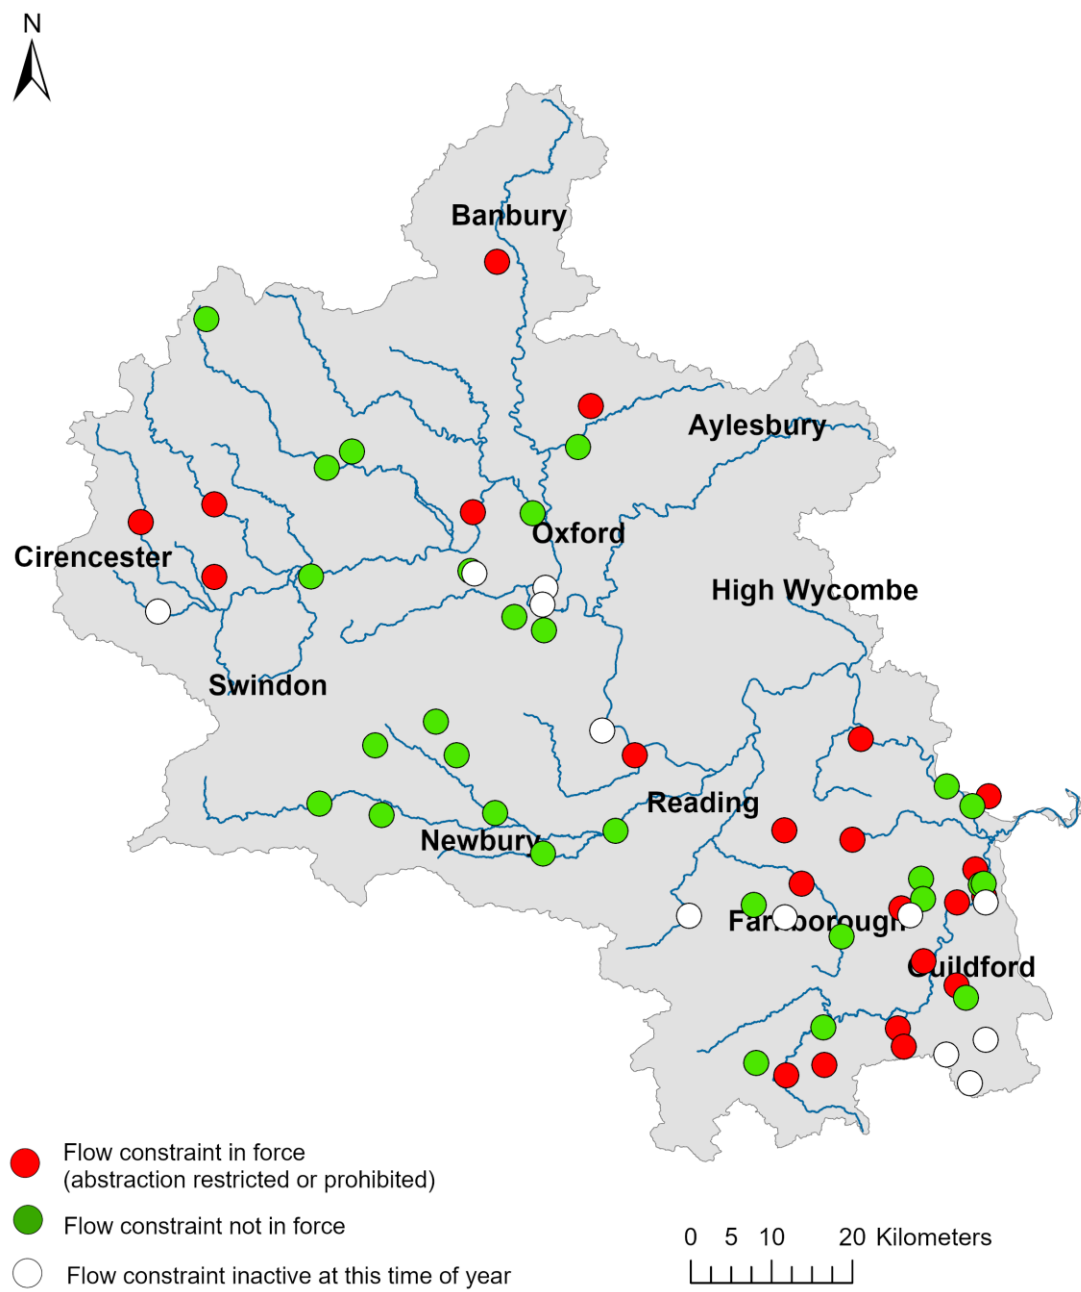 N
Banbury
Aylesbury
Oxford
Cirencester
High Wycombe
Swindon
Reading
Newbury
Farnborough
Guildford
Flow constraint in force
(abstraction restricted or prohibited)
Flow constraint not in force
Flow constraint inactive at this time of year
0 5 10 20 Kilometers